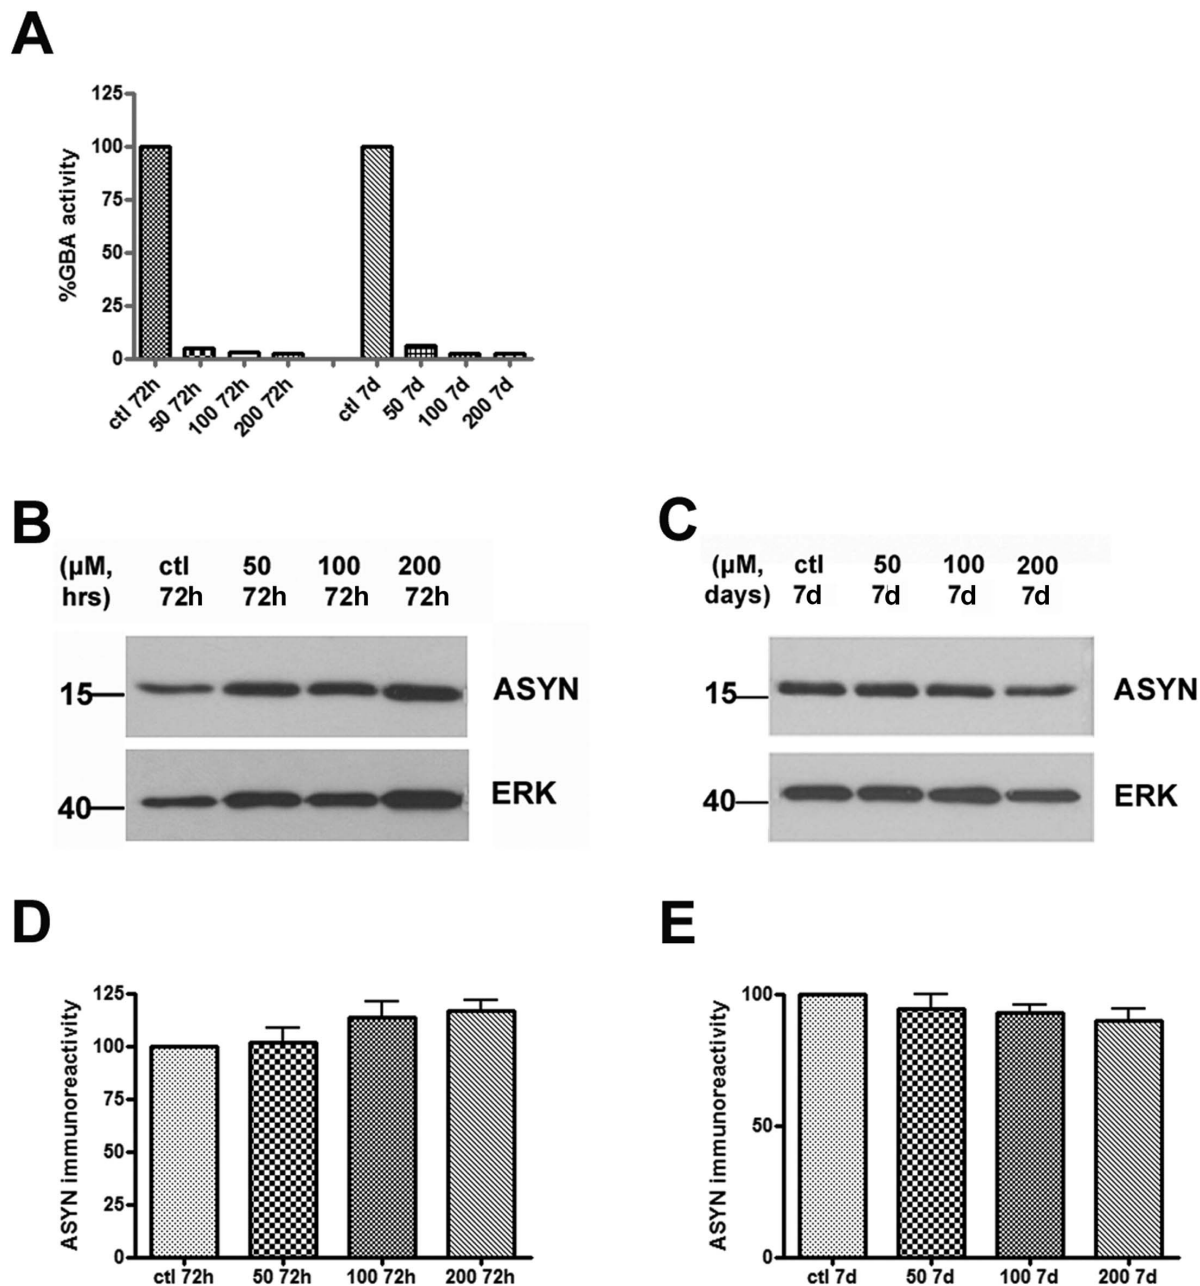 A
125
100
75
50
25
0
%GBA activity
ctl 72h
50 72h
100 72h
200 72h
ctl 7d
50 7d
100 7d
200 7d
B
(µM, ctl 50 100 200
hrs) 72h 72h 72h 72h
15 ASYN
40 ERK
C
(µM, ctl 50 100 200
days) 7d 7d 7d 7d
15 ASYN
40 ERK
D
125
100
75
50
25
0
ASYN immunoreactivity
ctl 72h 50 72h 100 72h 200 72h
E
100
50
0
ASYN immunoreactivity
ctl 7d 50 7d 100 7d 200 7d